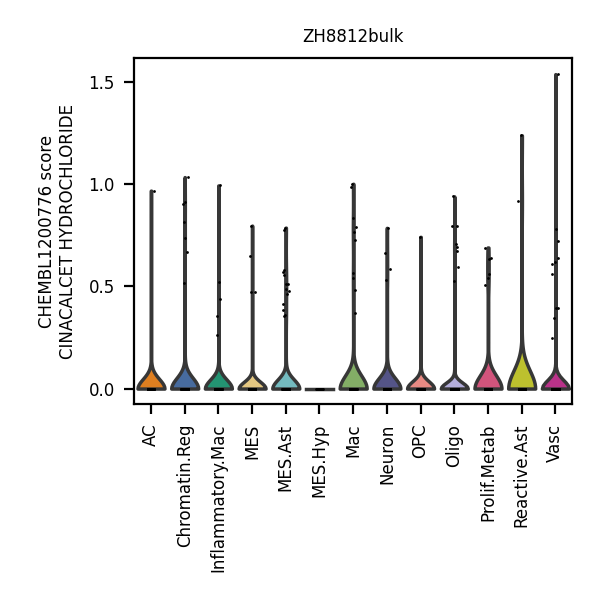 ZH8812bulk
CHEMBL1200776 score
CINACALCET HYDROCHLORIDE
1.5
1.0
0.5
0.0
AC
Chromatin.Reg
Inflammatory.Mac
MES
MES.Ast
MES.Hyp
Mac
Neuron
OPC
Oligo
Prolif.Metab
Reactive.Ast
Vasc